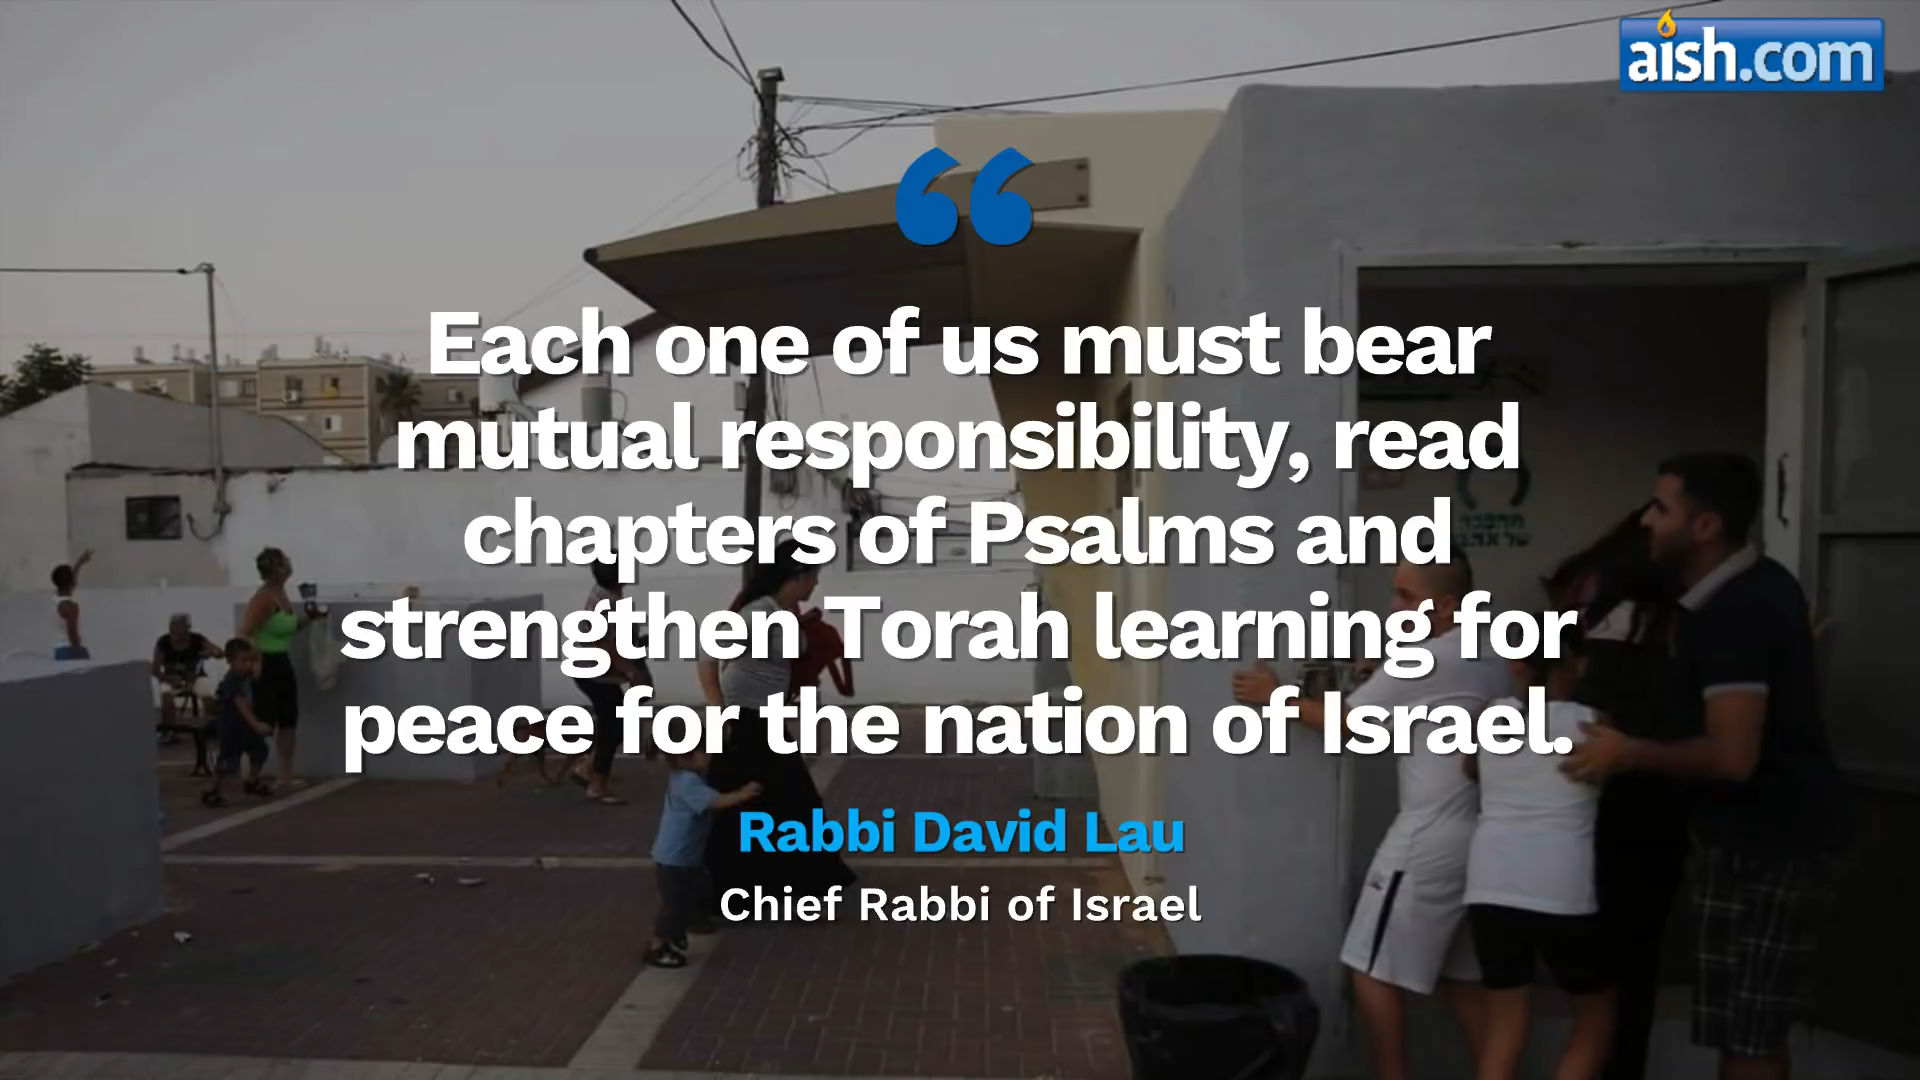 aish.com
“
Each one of us must bear
mutual responsibility, read
chapters of Psalms and
strengthen Torah learning for
peace for the nation of Israel.
Rabbi David Lau
Chief Rabbi of Israel